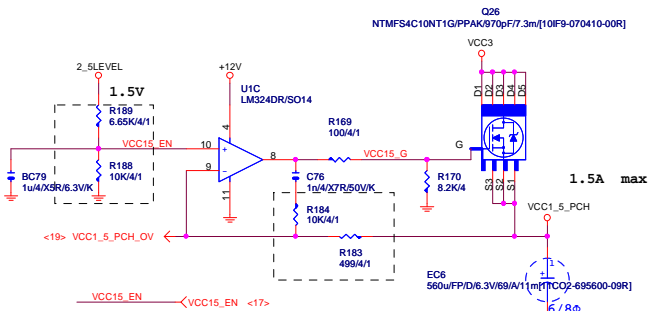 Q26
NTMFS4C10NT1G/PPAK/970pF/7.3m/[10IF9-070410-00R]
VCC3
2_5LEVEL
+12V
1.5V
U1C
LM324DR/SO14
D1
D2
D3
D4
D5
R189
6.65K/4/1
R169
100/4/1
4
VCC15_EN
10
+
8
VCC15_G
G
9
-
11
BC79
1u/4/X5R/6.3V/K
R188
10K/4/1
C76
1n/4/X7R/50V/K
R170
8.2K/4
S3
S2
S1
1.5A max
R184
10K/4/1
VCC1_5_PCH
<19> VCC1_5_PCH_OV
R183
499/4/1
EC6
560u/FP/D/6.3V/69/A/11m[11CO2-695600-09R]
1
+
VCC15_EN
VCC15_EN <17>
6/8Φ